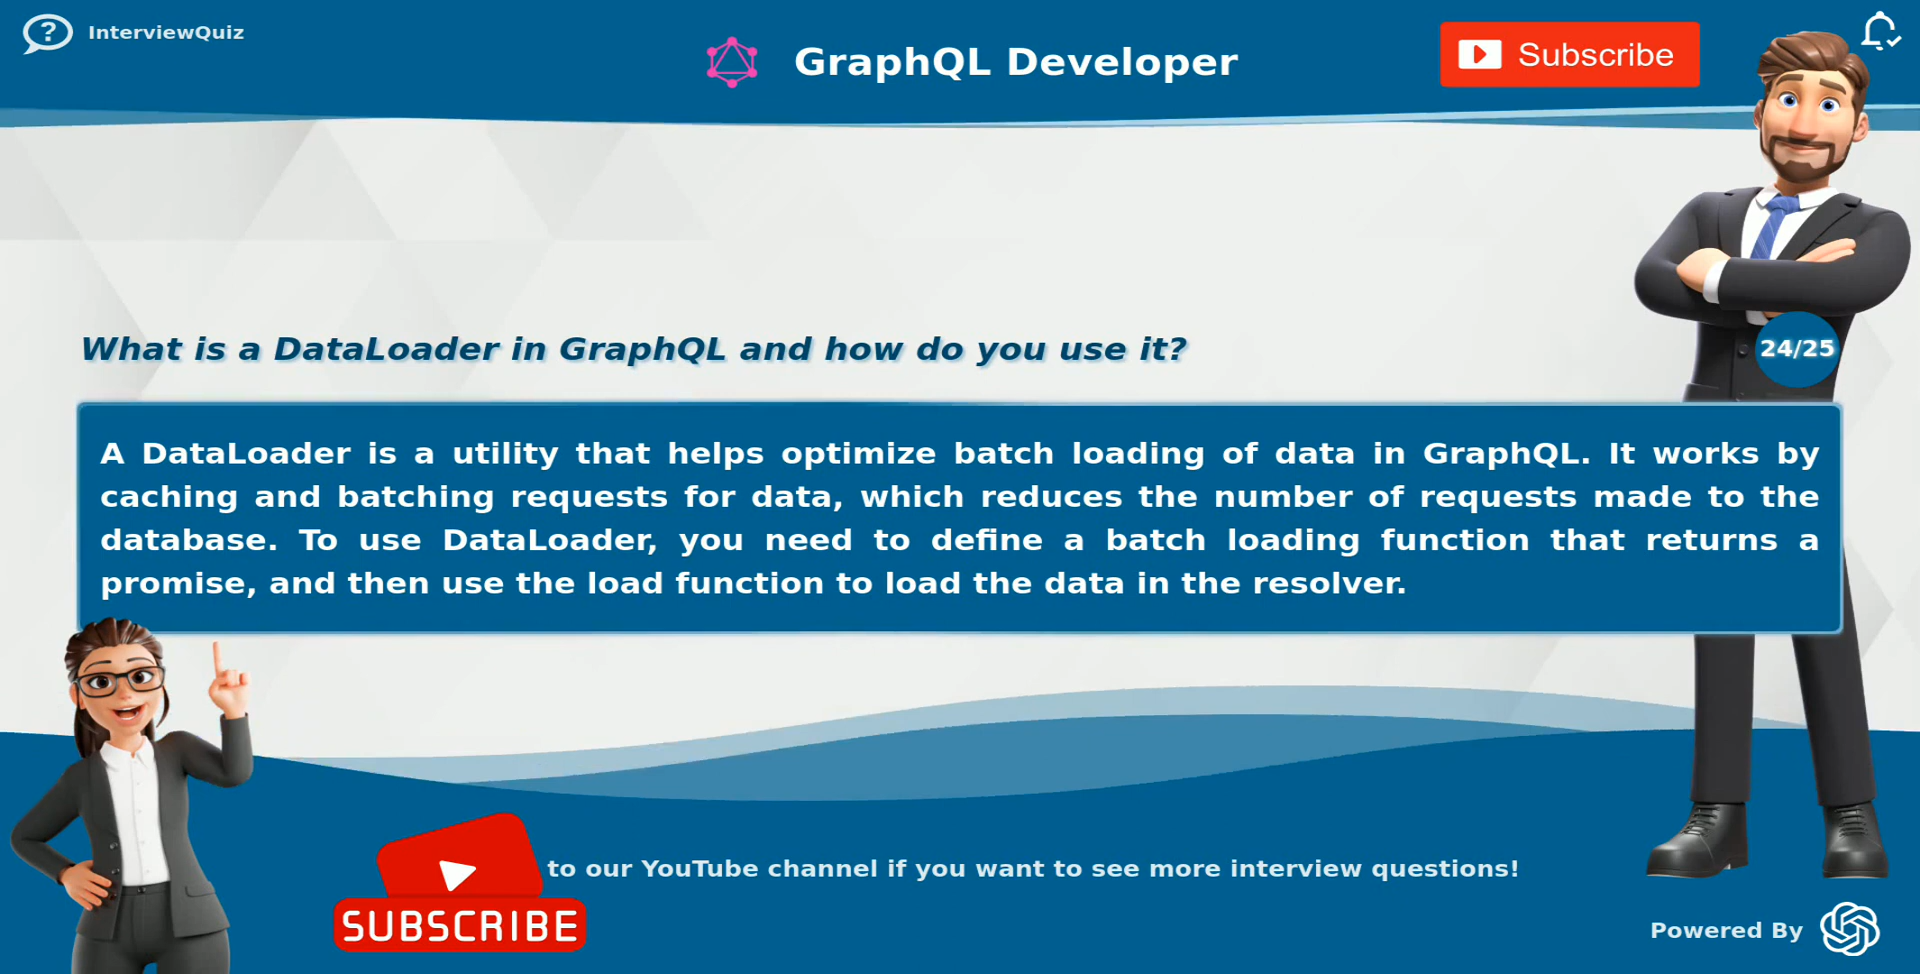 InterviewQuiz
GraphQL Developer
Subscribe
What is a DataLoader in GraphQL and how do you use it?
24/25
A DataLoader is a utility that helps optimize batch loading of data in GraphQL. It works by
caching and batching requests for data, which reduces the number of requests made to the
database. To use DataLoader, you need to define a batch loading function that returns a
promise, and then use the load function to load the data in the resolver.
to our YouTube channel if you want to see more interview questions!
SUBSCRIBE
Powered By